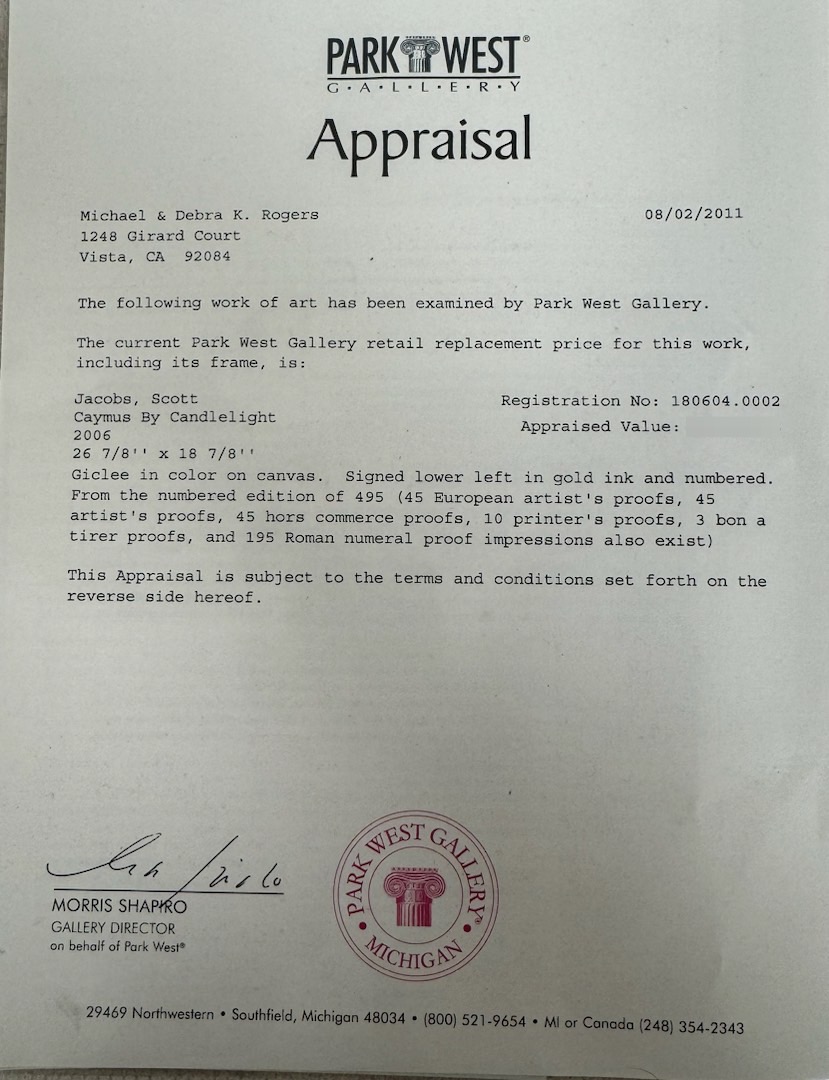 PARK WEST®
G•A•L•L•E•R•Y
Appraisal
Michael & Debra K. Rogers 08/02/2011
1248 Girard Court
Vista, CA 92084
The following work of art has been examined by Park West Gallery.
The current Park West Gallery retail replacement price for this work,
including its frame, is:
Jacobs, Scott Registration No: 180604.0002
Caymus By Candlelight Appraised Value:
2006
26 7/8'' x 18 7/8''
Giclee in color on canvas. Signed lower left in gold ink and numbered.
From the numbered edition of 495 (45 European artist's proofs, 45
artist's proofs, 45 hors commerce proofs, 10 printer's proofs, 3 bon a
tirer proofs, and 195 Roman numeral proof impressions also exist)
This Appraisal is subject to the terms and conditions set forth on the
reverse side hereof.
MORRIS SHAPIRO
GALLERY DIRECTOR
on behalf of Park West®
PARK WEST GALLERY®
• MICHIGAN •
29469 Northwestern • Southfield, Michigan 48034 • (800) 521-9654 • MI or Canada (248) 354-2343